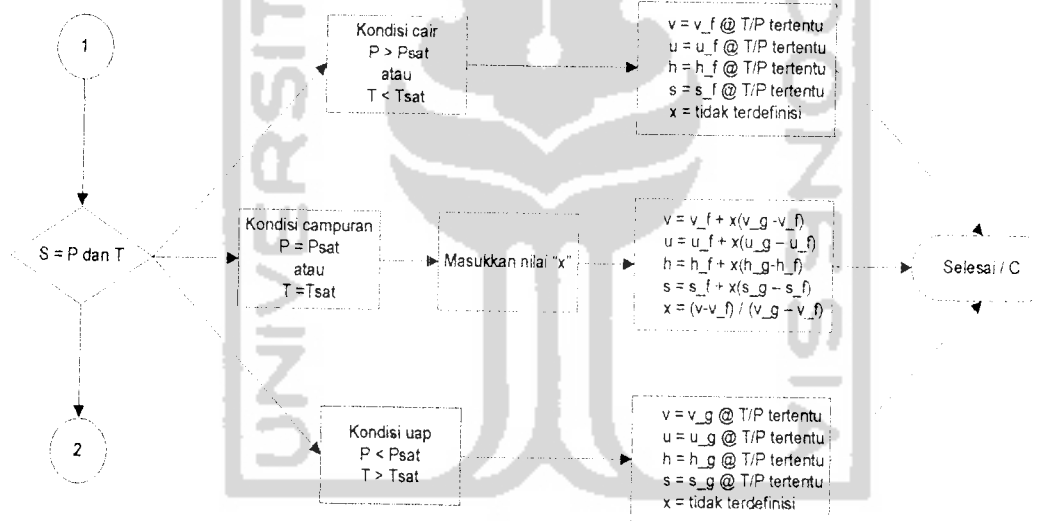 1
S = P dan T
2
Kondisi cair
P > Psat
atau
T < Tsat
v = v_f @ T/P tertentu
u = u_f @ T/P tertentu
h = h_f @ T/P tertentu
s = s_f @ T/P tertentu
x = tidak terdefinisi
Kondisi campuran
P = Psat
atau
T =Tsat
Masukkan nilai "x"
v = v_f + x(v_g -v_f)
u = u_f + x(u_g – u_f)
h = h_f + x(h_g-h_f)
s = s_f + x(s_g – s_f)
x = (v-v_f) / (v_g – v_f)
Selesai / C
Kondisi uap
P < Psat
T > Tsat
v = v_g @ T/P tertentu
u = u_g @ T/P tertentu
h = h_g @ T/P tertentu
s = s_g @ T/P tertentu
x = tidak terdefinisi